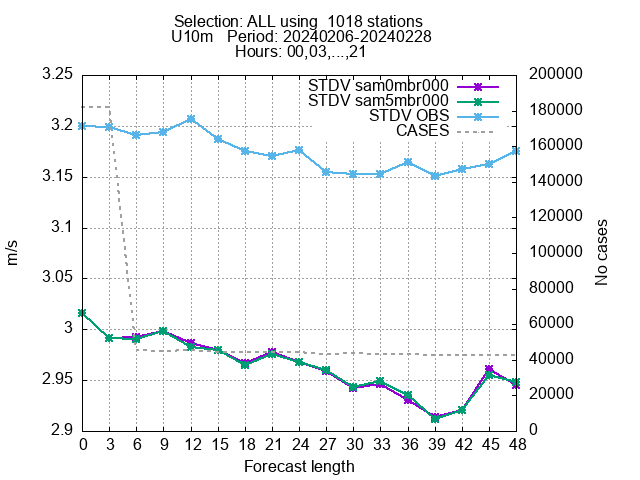 Selection: ALL using  1018 stations
U10m   Period: 20240206-20240228
Hours: 00,03,...,21
STDV sam0mbr000
STDV sam5mbr000
STDV OBS
CASES
3.25
3.2
3.15
3.1
3.05
3
2.95
2.9
m/s
200000
180000
160000
140000
120000
100000
80000
60000
40000
20000
0
No cases
0 3 6 9 12 15 18 21 24 27 30 33 36 39 42 45 48
Forecast length